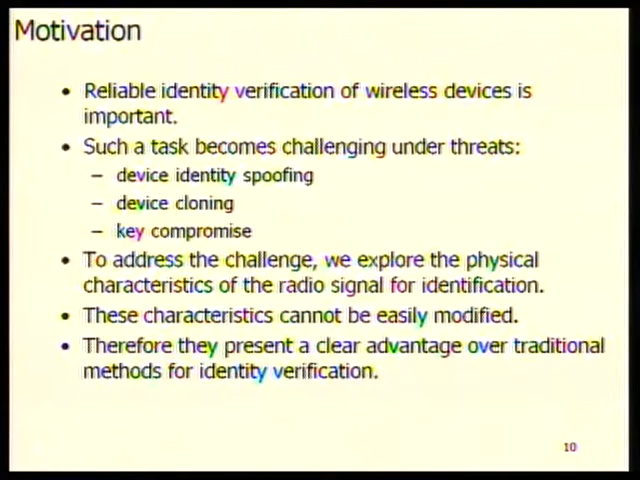 Motivation
• Reliable identity verification of wireless devices is
important.
• Such a task becomes challenging under threats:
– device identity spoofing
– device cloning
– key compromise
• To address the challenge, we explore the physical
characteristics of the radio signal for identification.
• These characteristics cannot be easily modified.
• Therefore they present a clear advantage over traditional
methods for identity verification.
10